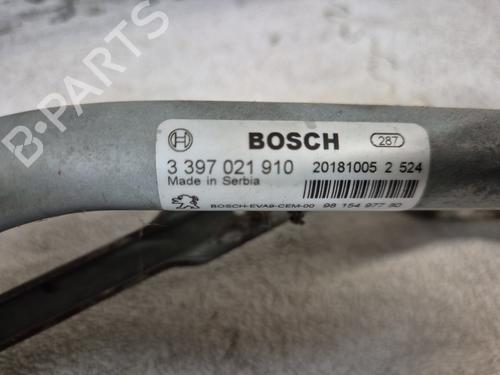 BOSCH
287
3 397 021 910
20181005 2 524
Made in Serbia
BOSCH-EVA9-CEM-00 98 154 977 80
B-PARTS